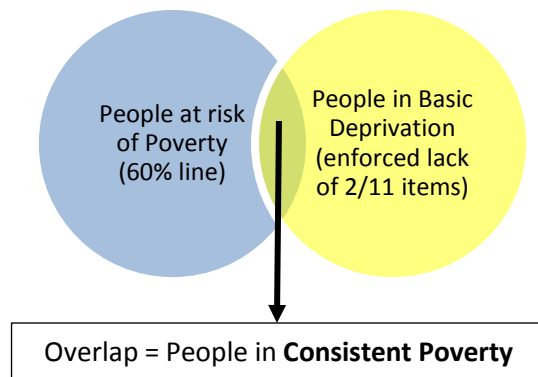 People at risk
of Poverty
(60% line)
People in Basic
Deprivation
(enforced lack
of 2/11 items)
Overlap = People in Consistent Poverty